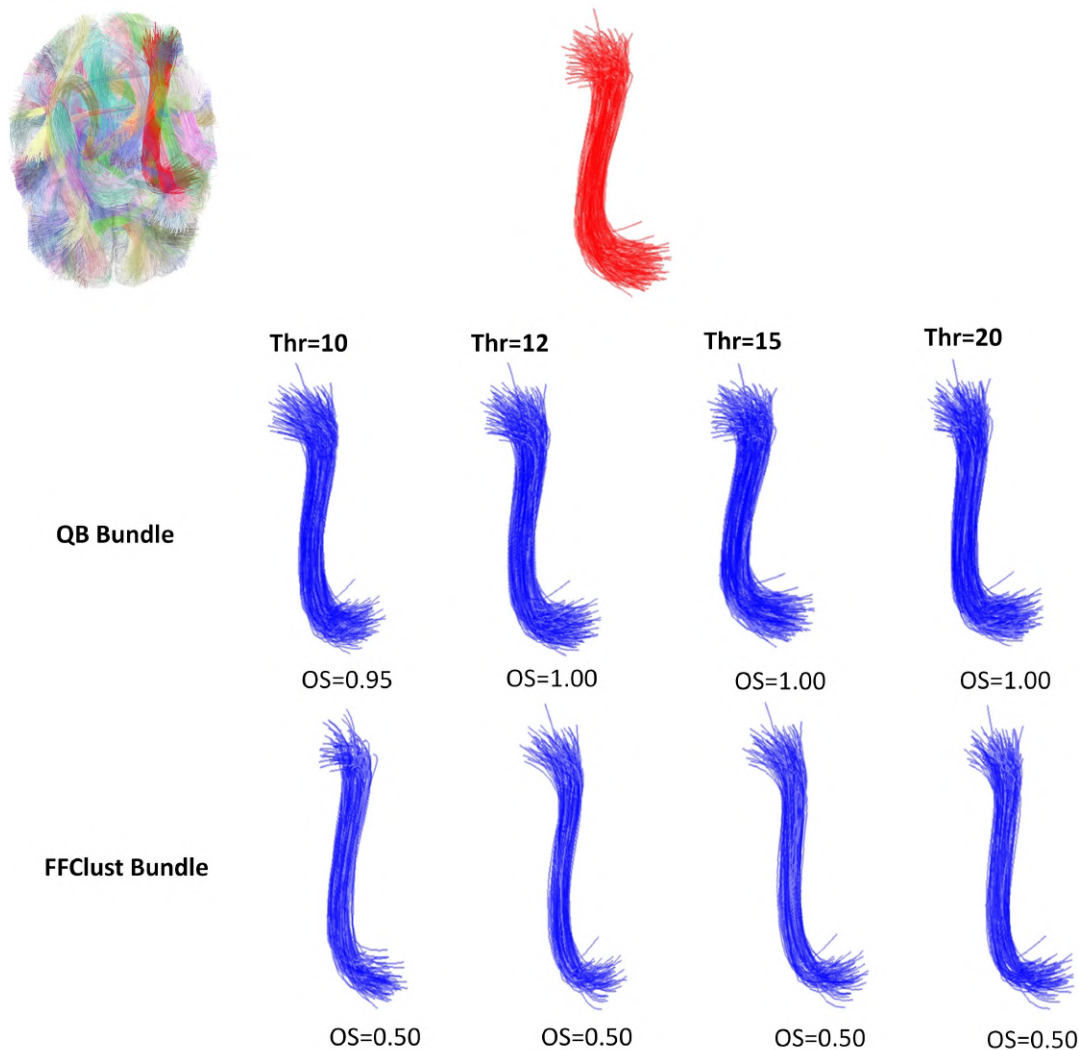 Thr=10 Thr=12 Thr=15 Thr=20
QB Bundle
OS=0.95 OS=1.00 OS=1.00 OS=1.00
FFClust Bundle
OS=0.50 OS=0.50 OS=0.50 OS=0.50